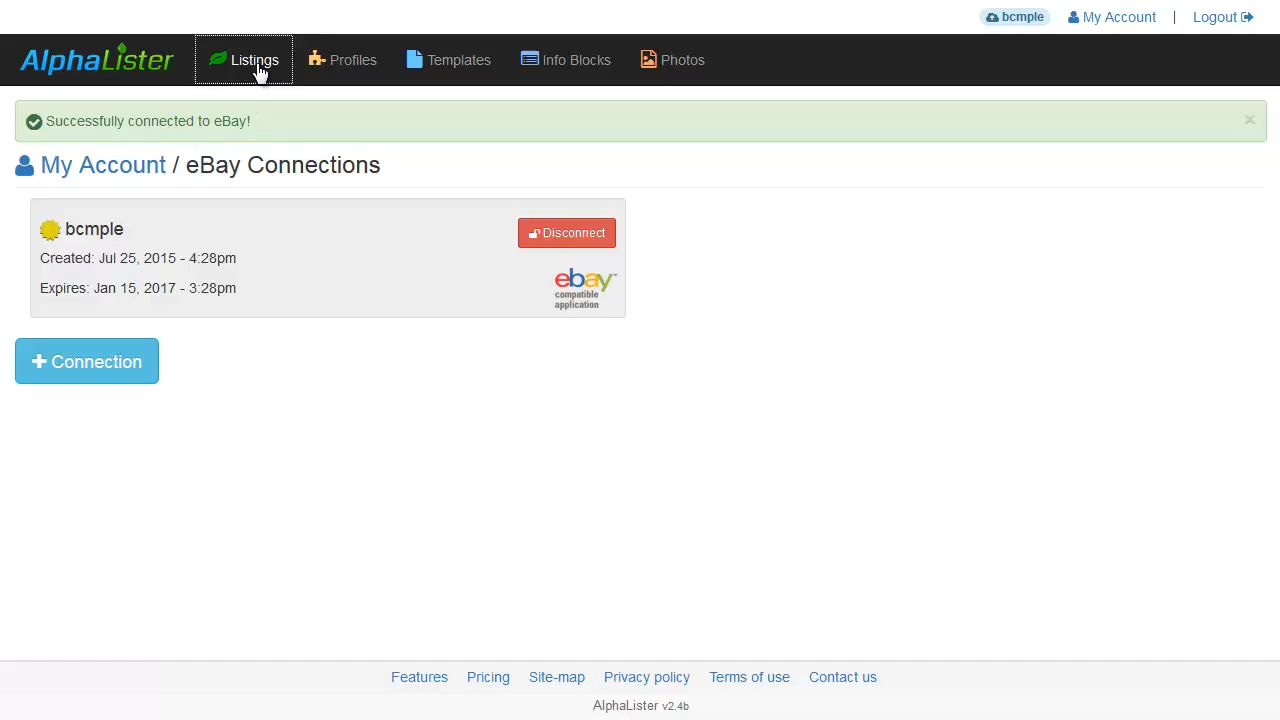 bcmple My Account | Logout
AlphaLister Listings Profiles Templates Info Blocks Photos
Successfully connected to eBay! ×
My Account / eBay Connections
bcmple Disconnect
Created: Jul 25, 2015 - 4:28pm
Expires: Jan 15, 2017 - 3:28pm
ebay™
compatible
application
+ Connection
Features Pricing Site-map Privacy policy Terms of use Contact us
AlphaLister v2.4b